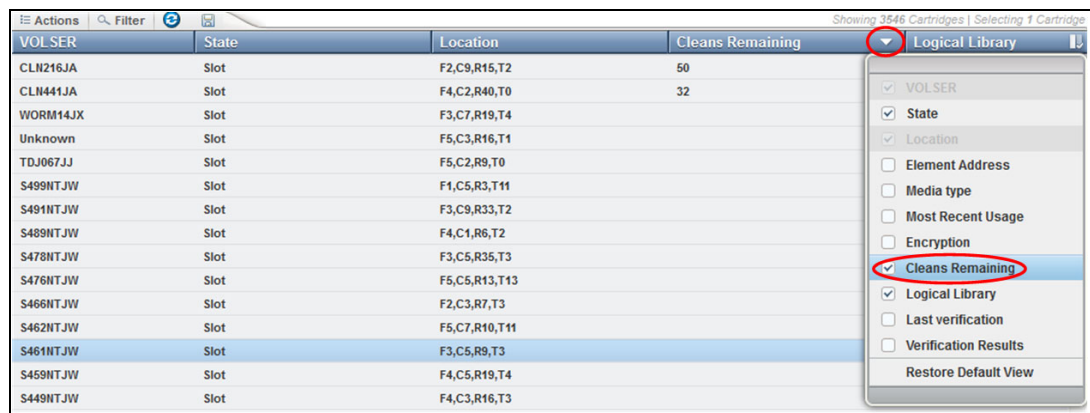 Actions Filter Showing 3546 Cartridges | Selecting 1 Cartridge
VOLSER State Location Cleans Remaining Logical Library
CLN216JA Slot F2,C9,R15,T2 50
CLN441JA Slot F4,C2,R40,T0 32
VOLSER
WORM14JX Slot F3,C7,R19,T4
State
Unknown Slot F5,C3,R16,T1
Location
TDJ067JJ Slot F5,C2,R9,T0
Element Address
S499NTJW Slot F1,C5,R3,T11
Media type
S491NTJW Slot F3,C9,R33,T2
Most Recent Usage
S489NTJW Slot F4,C1,R6,T2
Encryption
S478NTJW Slot F3,C5,R35,T3
Cleans Remaining
S476NTJW Slot F5,C5,R13,T13
Logical Library
S466NTJW Slot F2,C3,R7,T3
Last verification
S462NTJW Slot F5,C7,R10,T11
Verification Results
S461NTJW Slot F3,C5,R9,T3
Restore Default View
S459NTJW Slot F4,C5,R19,T4
S449NTJW Slot F4,C3,R16,T3